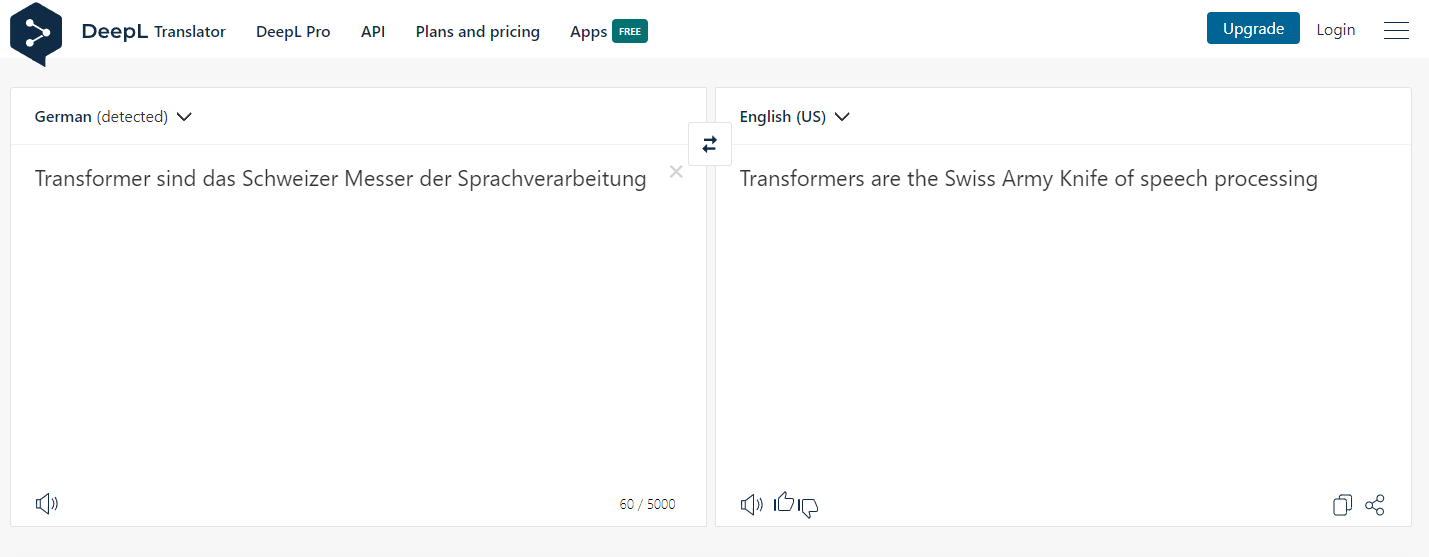 DeepL Translator DeepL Pro API Plans and pricing Apps FREE Upgrade Login
German (detected)
Transformer sind das Schweizer Messer der Sprachverarbeitung
60 / 5000
English (US)
Transformers are the Swiss Army Knife of speech processing